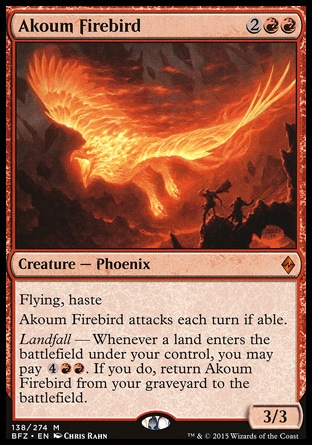 Akoum Firebird 2
Creature — Phoenix
Flying, haste
Akoum Firebird attacks each turn if able.
Landfall — Whenever a land enters the
battlefield under your control, you may
pay 4. If you do, return Akoum
Firebird from your graveyard to the
battlefield.
3/3
138/274 M
BFZ • EN Chris Rahn
™ & © 2015 Wizards of the Coast